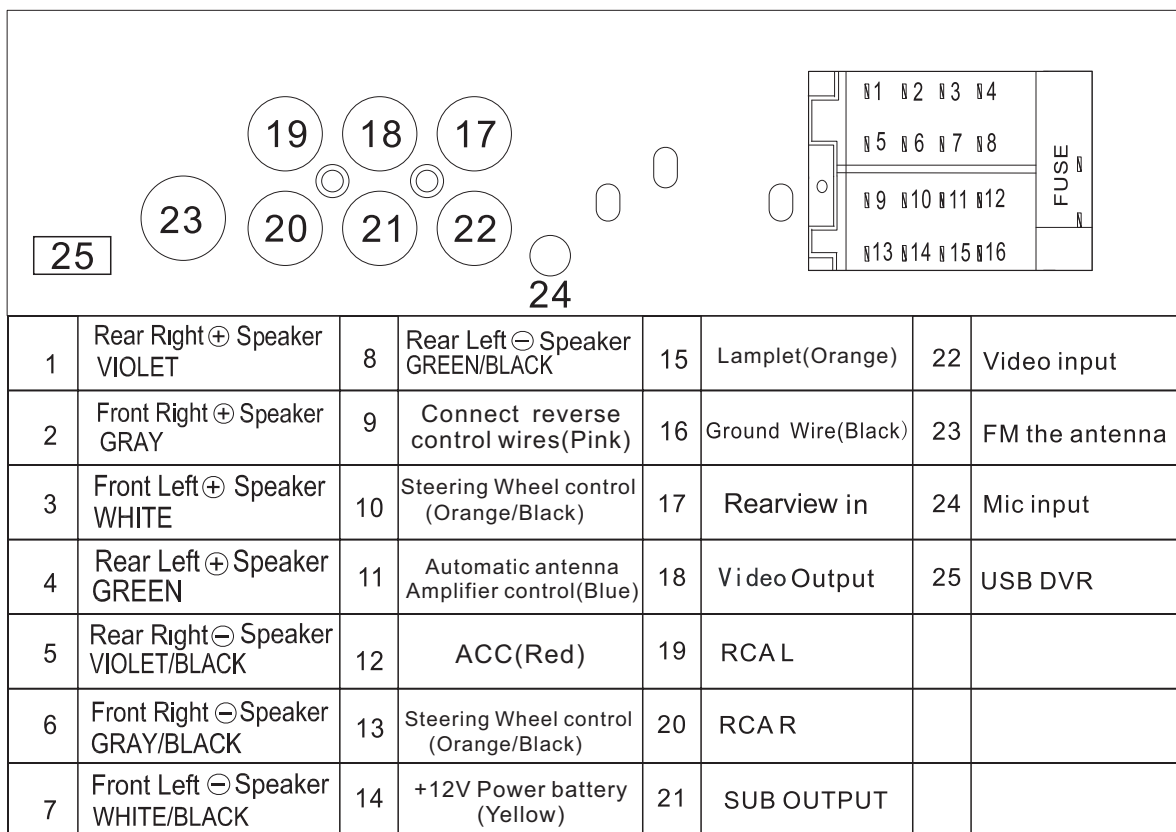 1 2 3 4
19 18 17
5 6 7 8
FUSE
23 20 21 22
9 10 11 12
25
13 14 15 16
24
1 Rear Right ⊕ Speaker VIOLET 8 Rear Left ⊖ Speaker GREEN/BLACK 15 Lamplet(Orange) 22 Video input
2 Front Right ⊕ Speaker GRAY 9 Connect reverse control wires(Pink) 16 Ground Wire(Black) 23 FM the antenna
3 Front Left ⊕ Speaker WHITE 10 Steering Wheel control (Orange/Black) 17 Rearview in 24 Mic input
4 Rear Left ⊕ Speaker GREEN 11 Automatic antenna Amplifier control(Blue) 18 Video Output 25 USB DVR
5 Rear Right ⊖ Speaker VIOLET/BLACK 12 ACC(Red) 19 RCA L
6 Front Right ⊖ Speaker GRAY/BLACK 13 Steering Wheel control (Orange/Black) 20 RCA R
7 Front Left ⊖ Speaker WHITE/BLACK 14 +12V Power battery (Yellow) 21 SUB OUTPUT